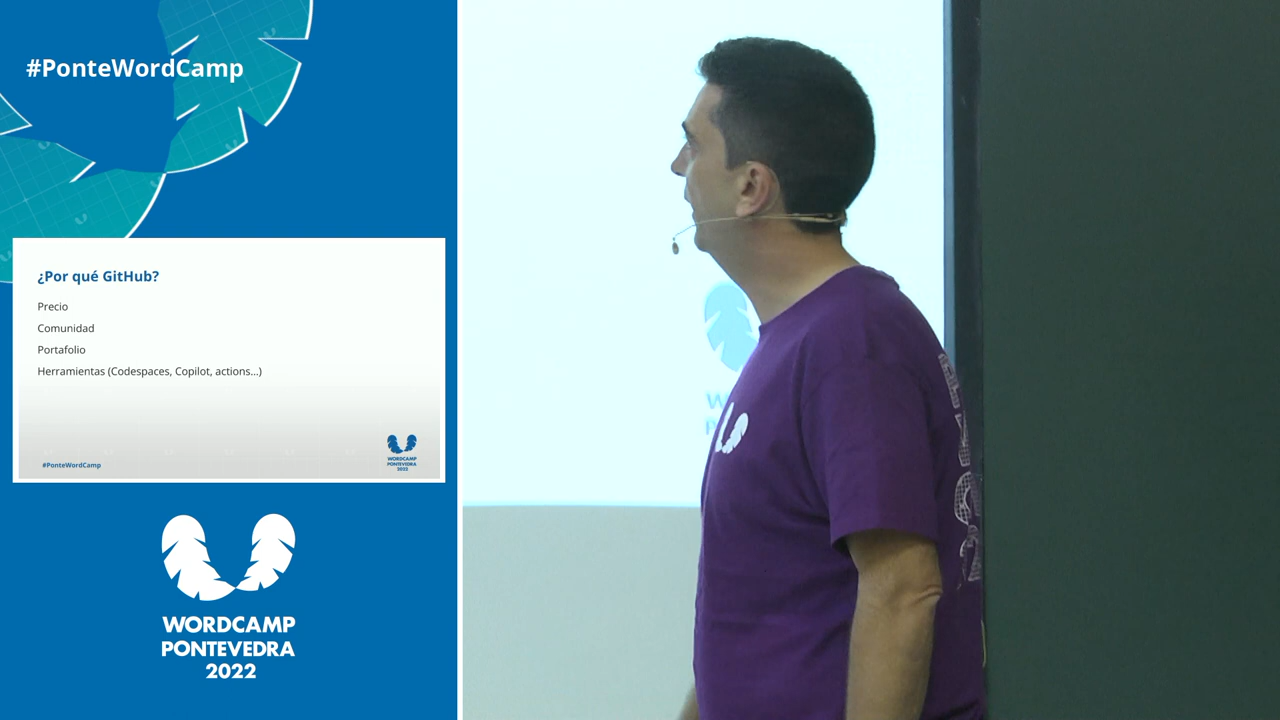 #PonteWordCamp
¿Por qué GitHub?
Precio
Comunidad
Portafolio
Herramientas (Codespaces, Copilot, actions...)
#PonteWordCamp
WORDCAMP
PONTEVEDRA
2022
WORDCAMP
PONTEVEDRA
2022